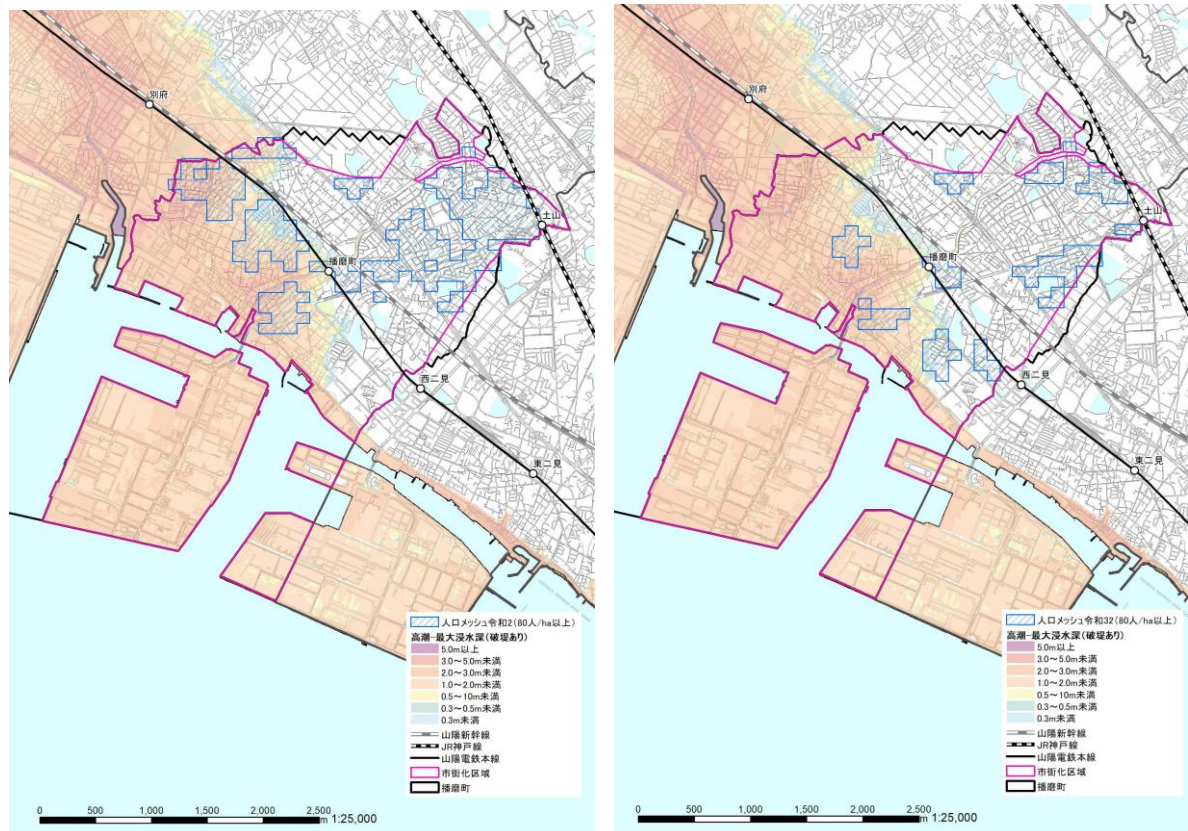 別府
土山
播磨町
西二見
東二見
人口メッシュ令和2(80人/ha以上)
高潮-最大浸水深(破堤あり)
5.0m以上
3.0～5.0m未満
2.0～3.0m未満
1.0～2.0m未満
0.5～10m未満
0.3～0.5m未満
0.3m未満
山陽新幹線
JR神戸線
山陽電鉄本線
市街化区域
播磨町
0 500 1,000 1,500 2,000 2,500
m 1:25,000
別府
土山
播磨町
西二見
東二見
人口メッシュ令和32(80人/ha以上)
高潮-最大浸水深(破堤あり)
5.0m以上
3.0～5.0m未満
2.0～3.0m未満
1.0～2.0m未満
0.5～10m未満
0.3～0.5m未満
0.3m未満
山陽新幹線
JR神戸線
山陽電鉄本線
市街化区域
播磨町
0 500 1,000 1,500 2,000 2,500
m 1:25,000